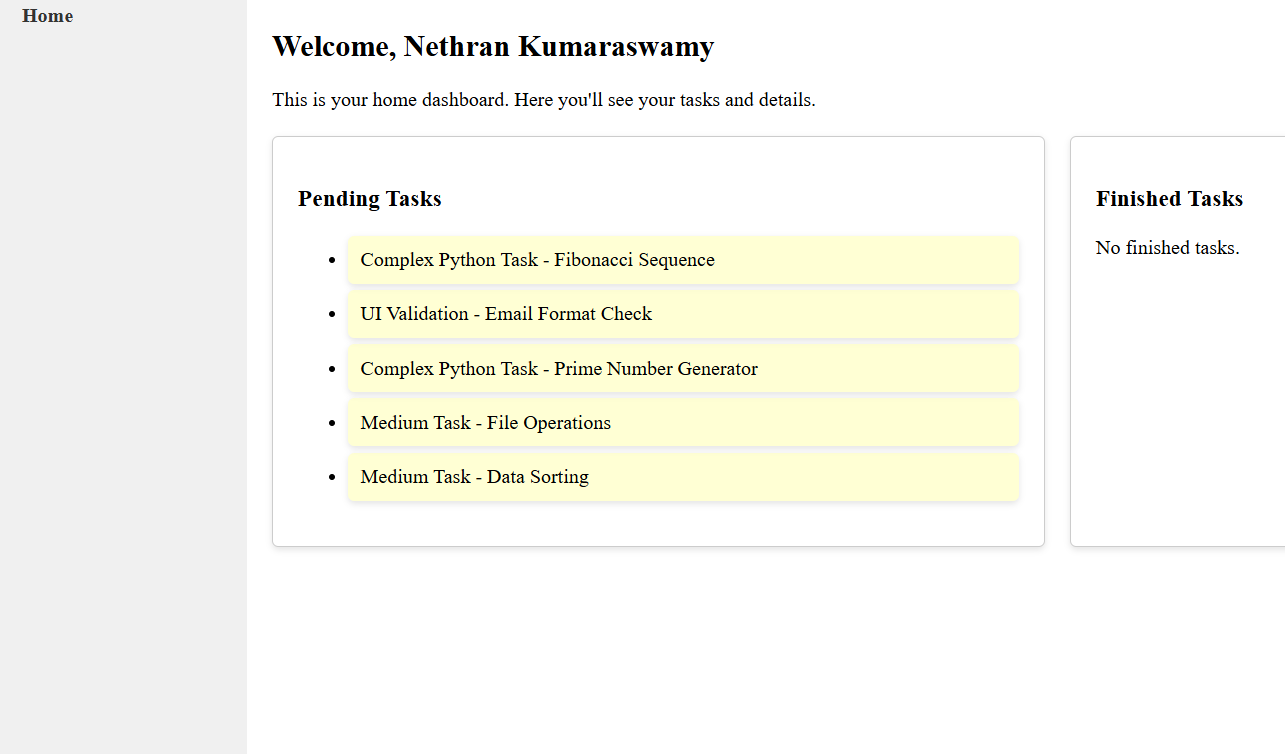 Home
Welcome, Nethran Kumaraswamy
This is your home dashboard. Here you'll see your tasks and details.
Pending Tasks
Complex Python Task - Fibonacci Sequence
UI Validation - Email Format Check
Complex Python Task - Prime Number Generator
Medium Task - File Operations
Medium Task - Data Sorting
Finished Tasks
No finished tasks.